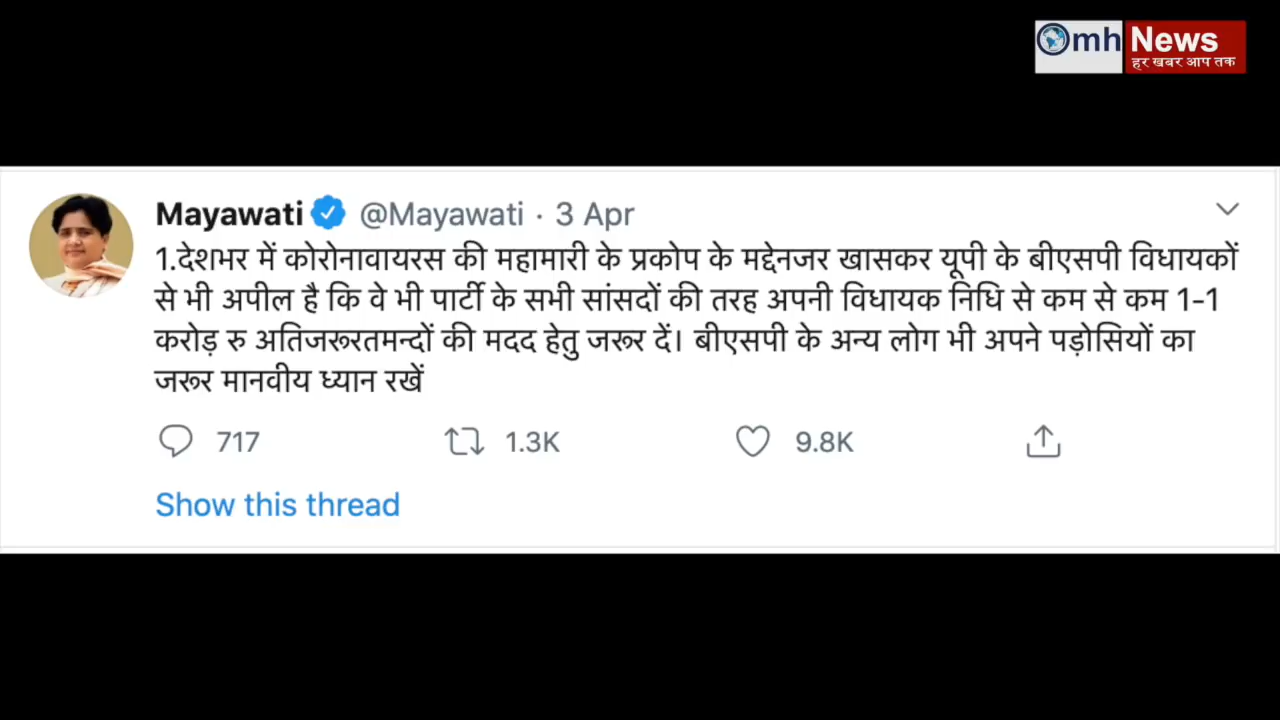 Omh News
हर खबर आप तक
Mayawati @Mayawati · 3 Apr
1.देशभर में कोरोनावायरस की महामारी के प्रकोप के मद्देनजर खासकर यूपी के बीएसपी विधायकों
से भी अपील है कि वे भी पार्टी के सभी सांसदों की तरह अपनी विधायक निधि से कम से कम 1-1
करोड़ रु अतिजरूरतमन्दों की मदद हेतु जरूर दें। बीएसपी के अन्य लोग भी अपने पड़ोसियों का
जरूर मानवीय ध्यान रखें
717 1.3K 9.8K
Show this thread